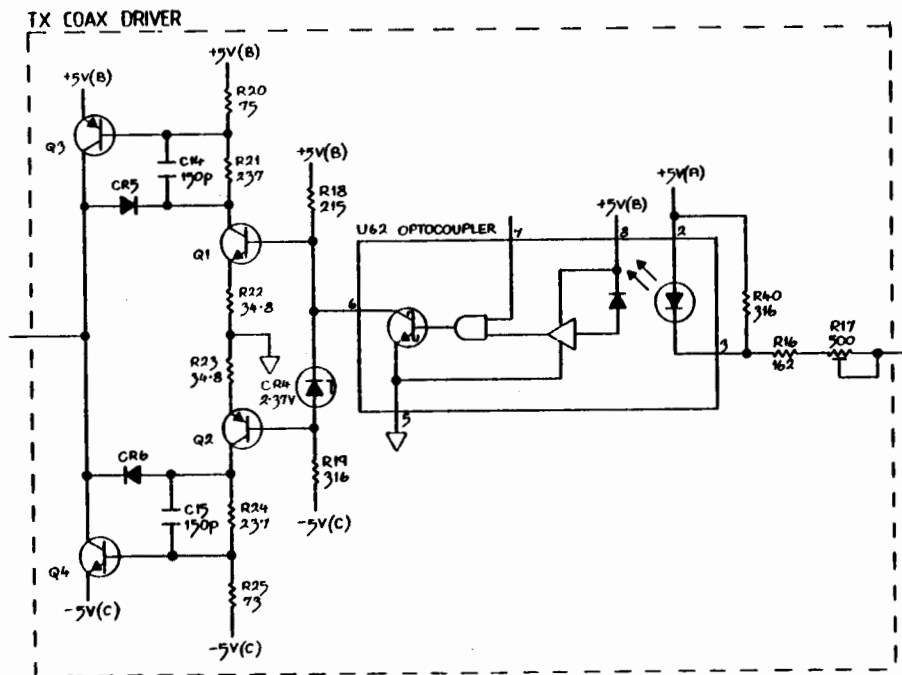 TX COAX DRIVER
+5V(B)
+5V(B)
R20
75
Q3
C14
150p
R21
237
+5V(B)
+5V(A)
CR5
R18
215
+5V(B)
U62 OPTOCOUPLER
7
8
2
Q1
R22
34.8
6
R40
316
3
R16
162
R17
500
R23
34.8
CR4
2.37V
5
Q2
CR6
R19
316
C15
150p
R24
237
-5V(C)
Q4
R25
73
-5V(C)
-5V(C)